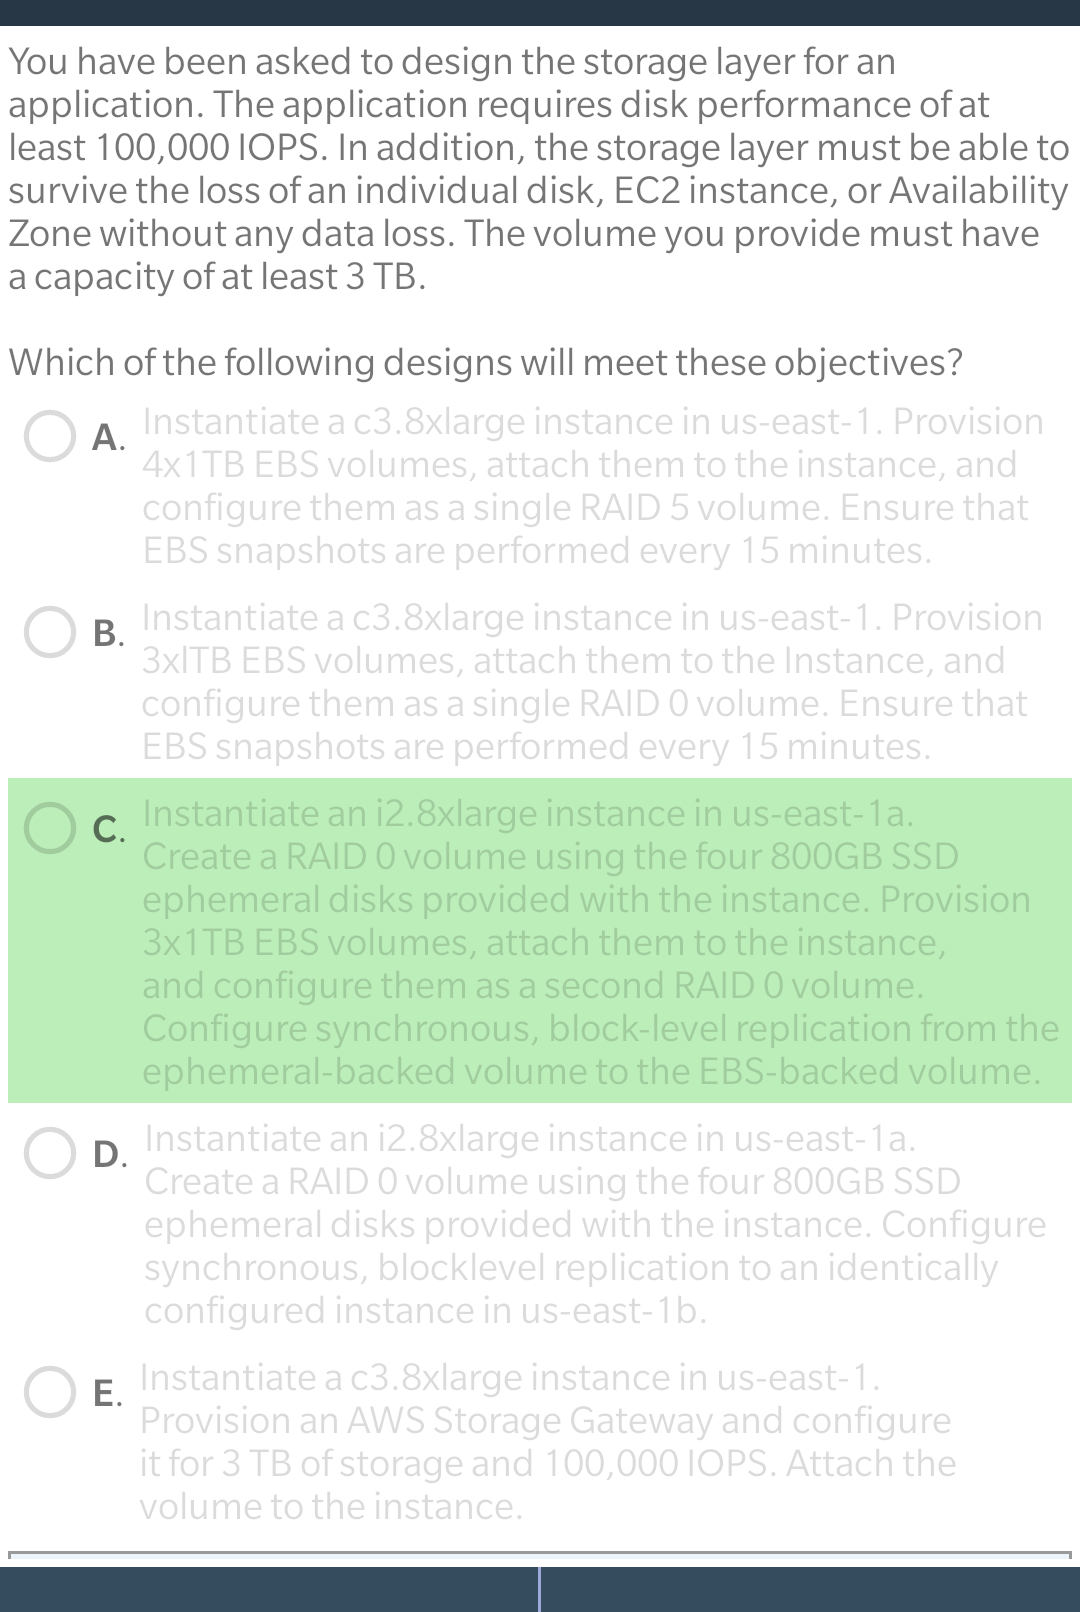 You have been asked to design the storage layer for an
application. The application requires disk performance of at
least 100,000 IOPS. In addition, the storage layer must be able to
survive the loss of an individual disk, EC2 instance, or Availability
Zone without any data loss. The volume you provide must have
a capacity of at least 3 TB.
Which of the following designs will meet these objectives?
A. Instantiate a c3.8xlarge instance in us-east-1. Provision
4x1TB EBS volumes, attach them to the instance, and
configure them as a single RAID 5 volume. Ensure that
EBS snapshots are performed every 15 minutes.
B. Instantiate a c3.8xlarge instance in us-east-1. Provision
3xlTB EBS volumes, attach them to the Instance, and
configure them as a single RAID 0 volume. Ensure that
EBS snapshots are performed every 15 minutes.
C. Instantiate an i2.8xlarge instance in us-east-1a.
Create a RAID 0 volume using the four 800GB SSD
ephemeral disks provided with the instance. Provision
3x1TB EBS volumes, attach them to the instance,
and configure them as a second RAID 0 volume.
Configure synchronous, block-level replication from the
ephemeral-backed volume to the EBS-backed volume.
D. Instantiate an i2.8xlarge instance in us-east-1a.
Create a RAID 0 volume using the four 800GB SSD
ephemeral disks provided with the instance. Configure
synchronous, blocklevel replication to an identically
configured instance in us-east-1b.
E. Instantiate a c3.8xlarge instance in us-east-1.
Provision an AWS Storage Gateway and configure
it for 3 TB of storage and 100,000 IOPS. Attach the
volume to the instance.